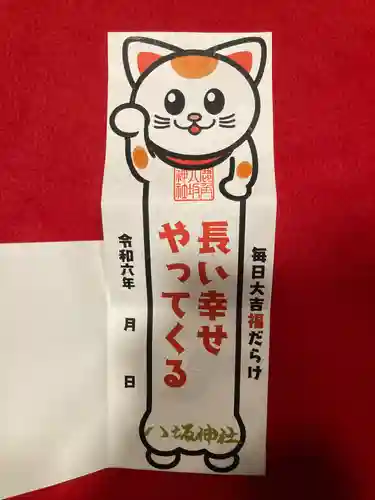 毎日大吉福だらけ
長い幸せ
やってくる
令和六年 月 日
八坂神社